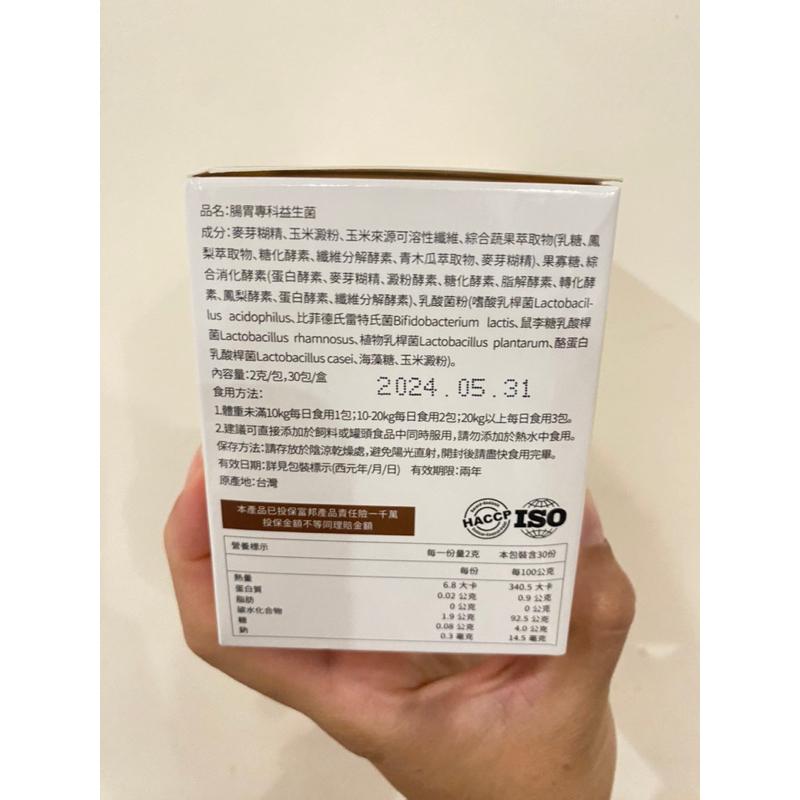 品名：腸胃專科益生菌
成分：麥芽糊精、玉米澱粉、玉米來源可溶性纖維、綜合蔬果萃取物(乳糖、鳳
梨萃取物、糖化酵素、纖維分解酵素、青木瓜萃取物、麥芽糊精)、果寡糖、綜
合消化酵素(蛋白酵素、麥芽糊精、澱粉酵素、糖化酵素、脂解酵素、轉化酵
素、鳳梨酵素、蛋白酵素、纖維分解酵素)、乳酸菌粉(嗜酸乳桿菌Lactobacil-
lus acidophilus、比菲德氏雷特氏菌Bifidobacterium lactis、鼠李糖乳酸桿
菌Lactobacillus rhamnosus、植物乳桿菌Lactobacillus plantarum、酪蛋白
乳酸桿菌Lactobacillus casei、海藻糖、玉米澱粉)。
內容量：2克/包，30包/盒
2024.05.31
食用方法：
1.體重未滿10kg每日食用1包；10-20kg每日食用2包；20kg以上每日食用3包。
2.建議可直接添加於飼料或罐頭食品中同時服用，請勿添加於熱水中食用。
保存方法：請存放於陰涼乾燥處，避免陽光直射，開封後請盡快食用完畢。
有效日期：詳見包裝標示(西元年/月/日) 有效期限：兩年
原產地：台灣
本產品已投保富邦產品責任險一千萬
投保金額不等同理賠金額
HACCP ISO
營養標示 每一份量2克 本包裝含30份
每份 每100公克
熱量 6.8 大卡 340.5 大卡
蛋白質 0.02 公克 0.9 公克
脂肪 0 公克 0 公克
碳水化合物 1.9 公克 92.5 公克
糖 0.08 公克 4.0 公克
鈉 0.3 毫克 14.5 毫克